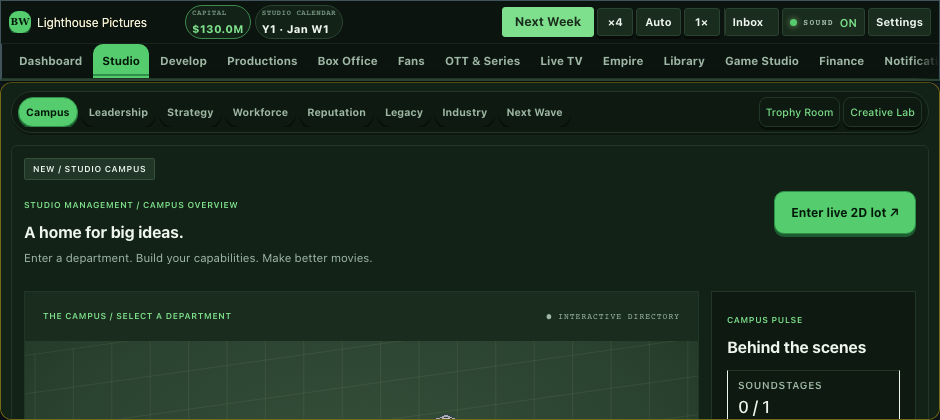 BW Lighthouse Pictures
CAPITAL
$130.0M
STUDIO CALENDAR
Y1 · Jan W1
Next Week
×4
Auto
1×
Inbox
SOUND ON
Settings
Dashboard Studio Develop Productions Box Office Fans OTT & Series Live TV Empire Library Game Studio Finance
Campus Leadership Strategy Workforce Reputation Legacy Industry Next Wave Trophy Room Creative Lab
NEW / STUDIO CAMPUS
STUDIO MANAGEMENT / CAMPUS OVERVIEW
A home for big ideas.
Enter a department. Build your capabilities. Make better movies.
Enter live 2D lot ↗
THE CAMPUS / SELECT A DEPARTMENT
INTERACTIVE DIRECTORY
CAMPUS PULSE
Behind the scenes
SOUNDSTAGES
0 / 1